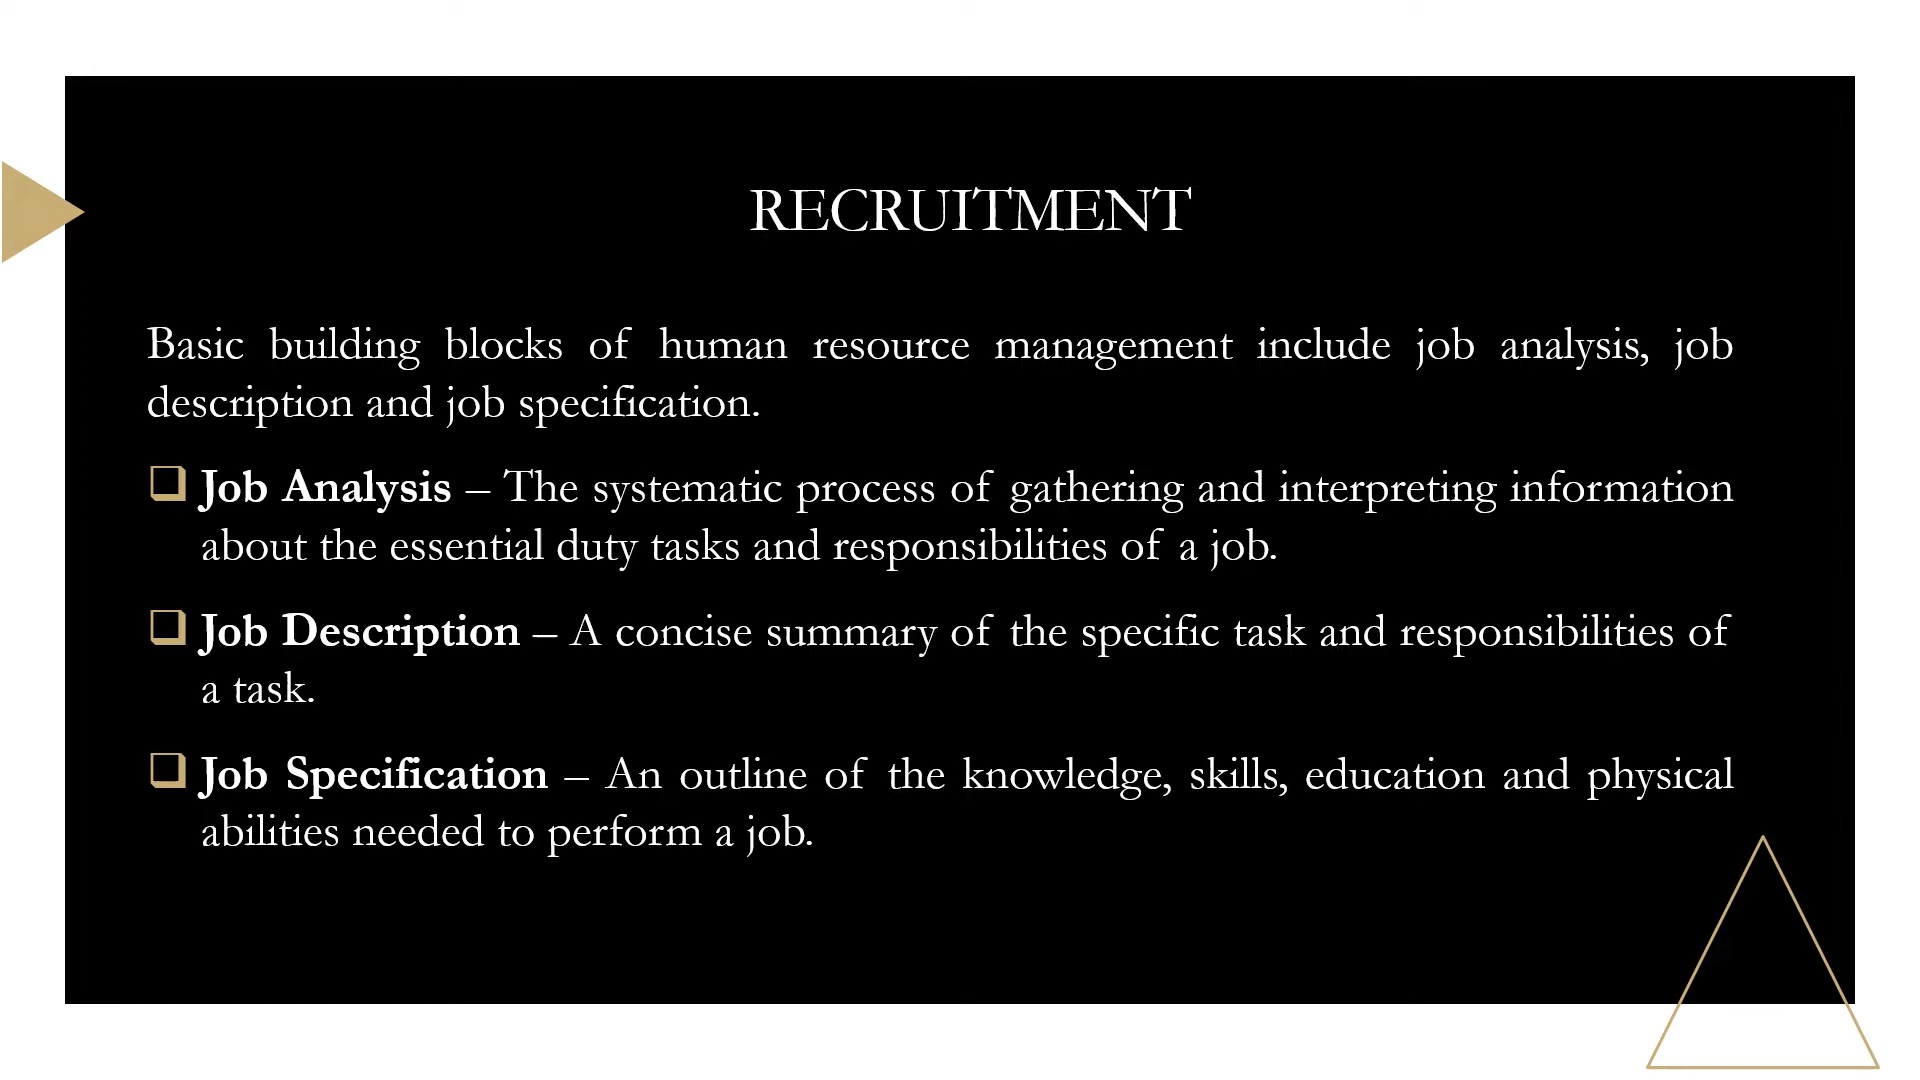 RECRUITMENT
Basic building blocks of human resource management include job analysis, job
description and job specification.
Job Analysis – The systematic process of gathering and interpreting information
about the essential duty tasks and responsibilities of a job.
Job Description – A concise summary of the specific task and responsibilities of
a task.
Job Specification – An outline of the knowledge, skills, education and physical
abilities needed to perform a job.